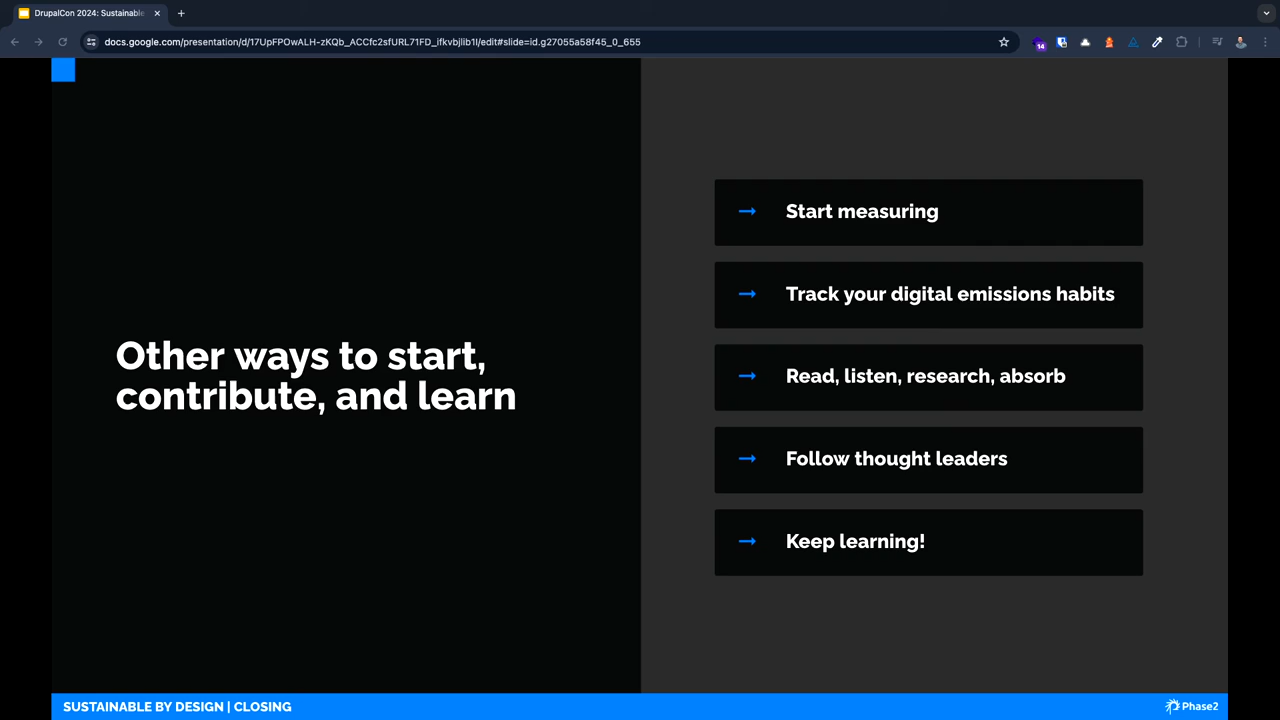 DrupalCon 2024: Sustainable
docs.google.com/presentation/d/17UpFPOwALH-zKQb_ACCfc2sfURL71FD_ifkvbjlib1I/edit#slide=id.g27055a58f45_0_655
14
Other ways to start,
contribute, and learn
Start measuring
Track your digital emissions habits
Read, listen, research, absorb
Follow thought leaders
Keep learning!
SUSTAINABLE BY DESIGN | CLOSING
Phase2